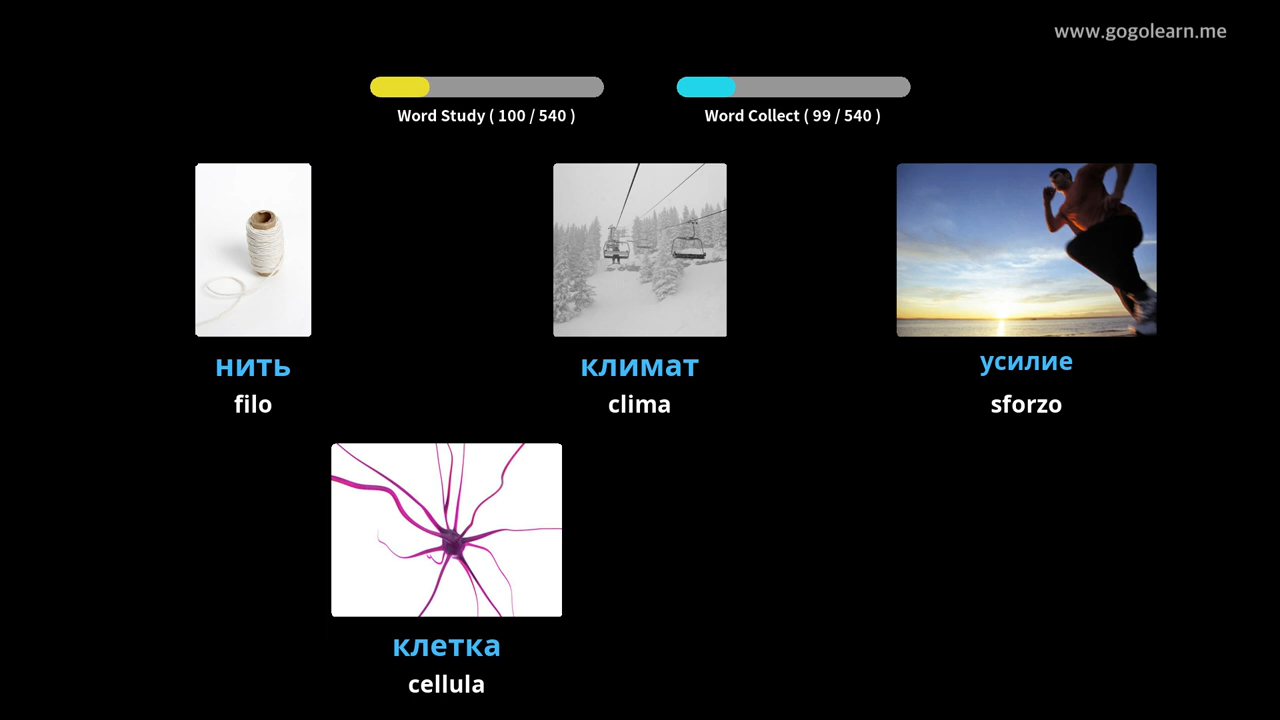 www.gogolearn.me
Word Study ( 100 / 540 )
Word Collect ( 99 / 540 )
нить
filo
климат
clima
усилие
sforzo
клетка
cellula